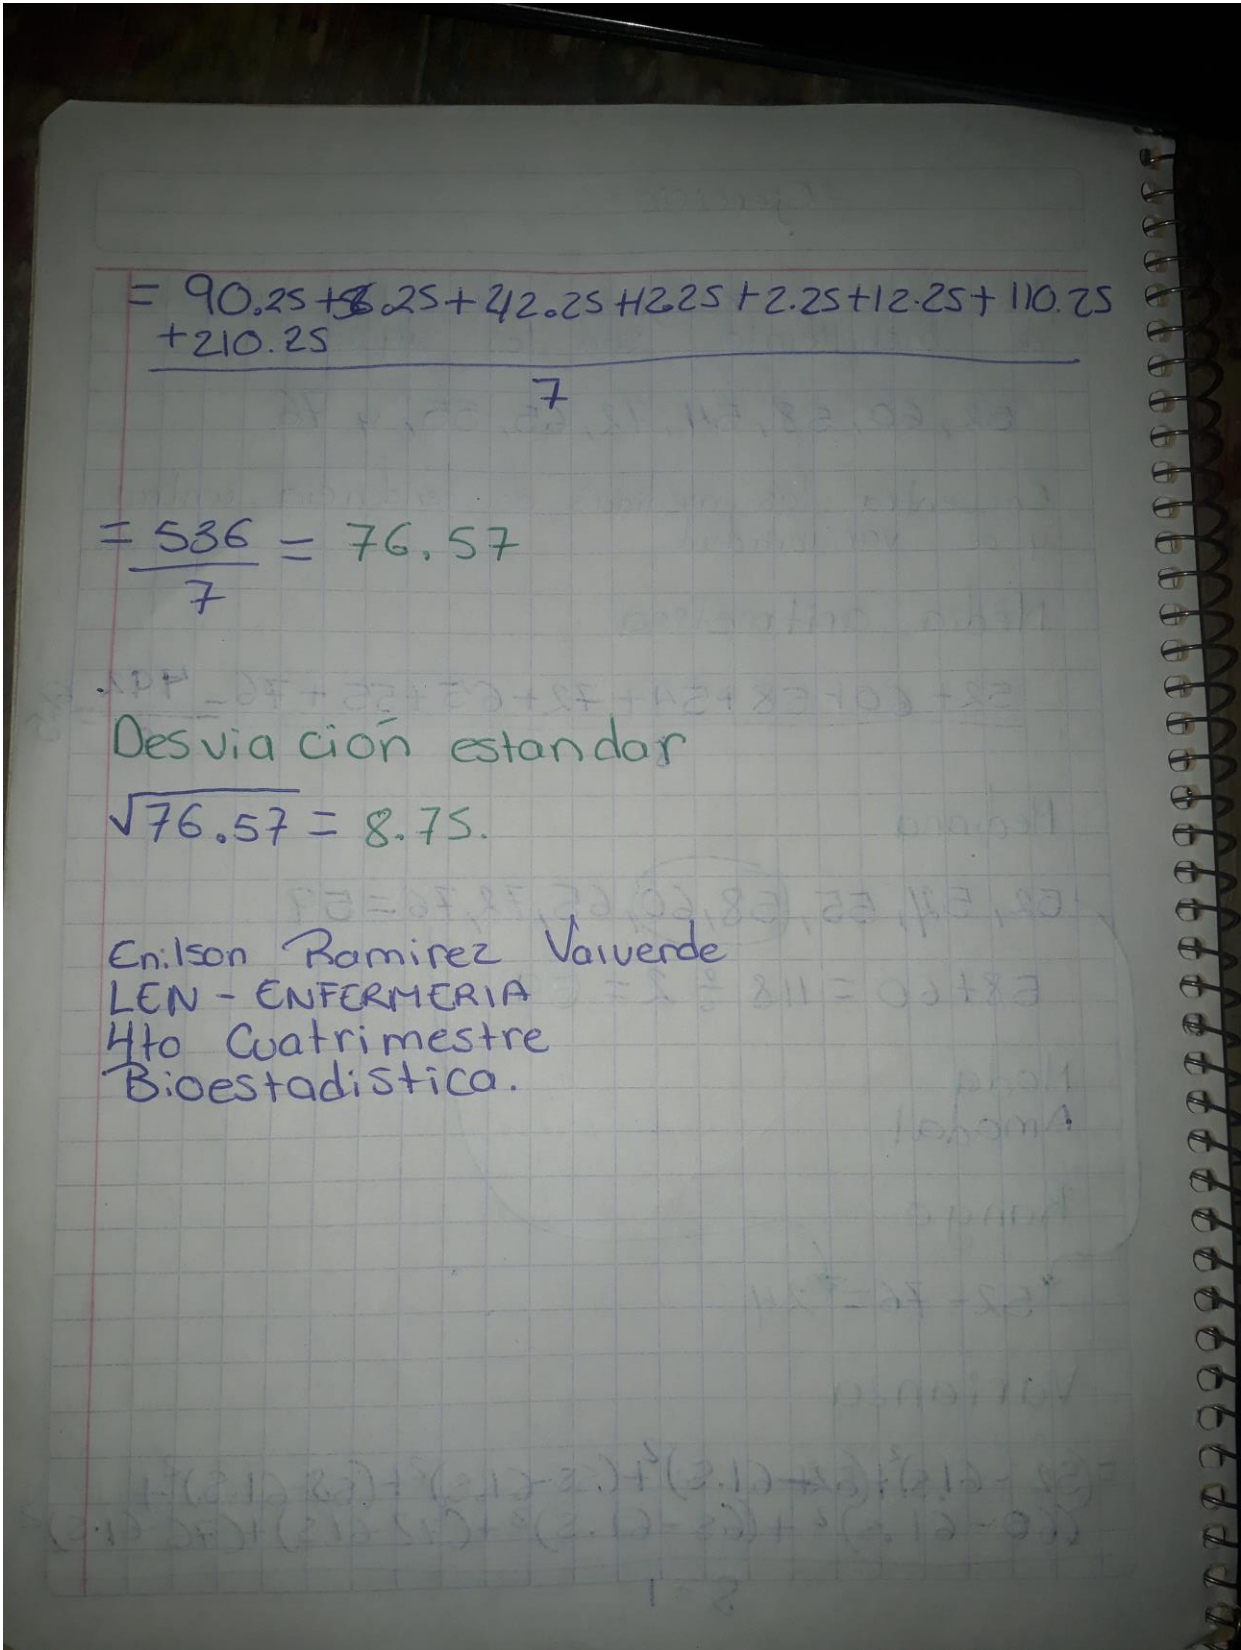 = 90.25+56.25+42.25+12.25+2.25+12.25+110.25
+210.25
7
= 536 = 76.57
7
Desviación estandar
√76.57 = 8.75.
Enilson Ramirez Valverde
LEN - ENFERMERIA
4to Cuatrimestre
Bioestadistica.